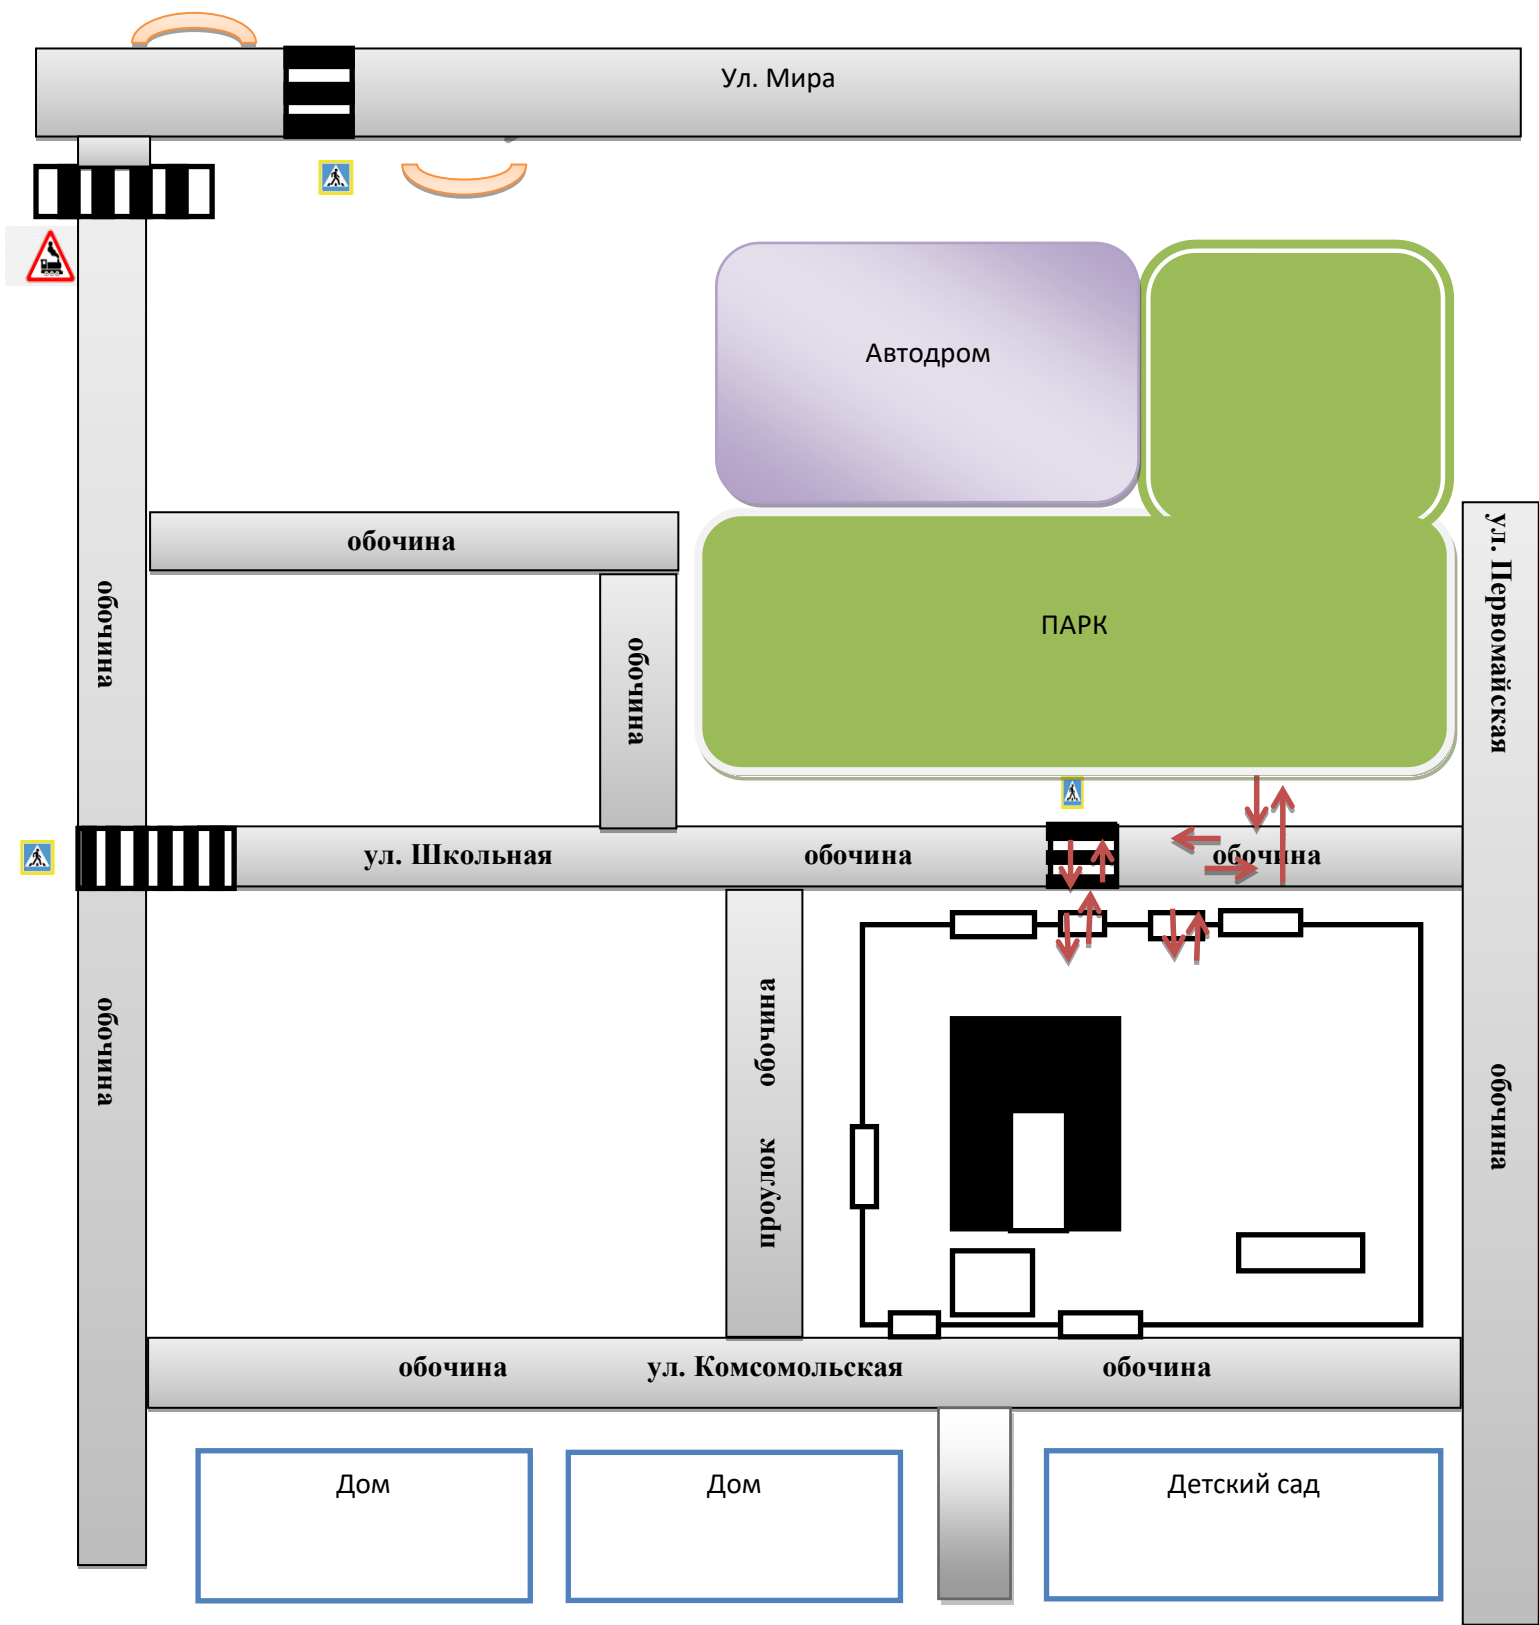 Ул. Мира
Автодром
ул. Первомайская
обочина
обочина
обочина
ПАРК
ул. Школьная
обочина
обочина
обочина
обочина
проулок
обочина
обочина
ул. Комсомольская
обочина
Дом
Дом
Детский сад